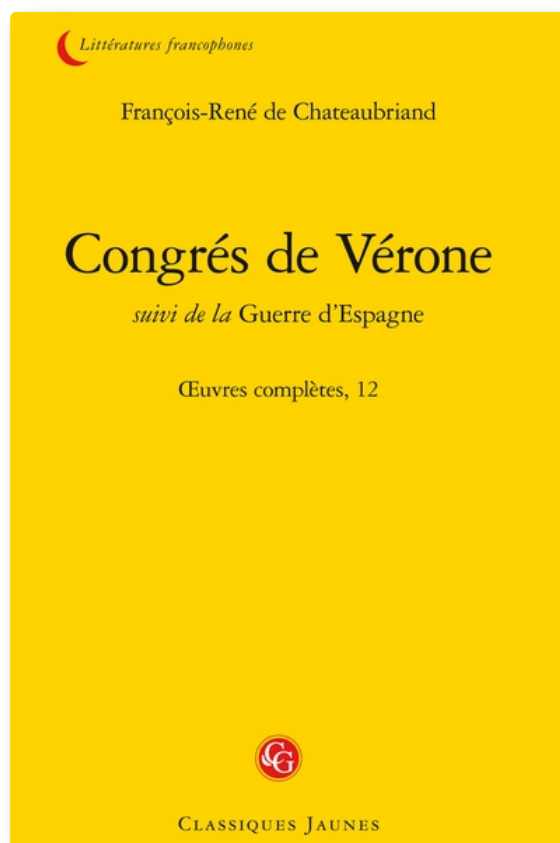 Littératures francophones
François-René de Chateaubriand
Congrés de Vérone
suivi de la Guerre d'Espagne
Œuvres complètes, 12
CG
CLASSIQUES JAUNES